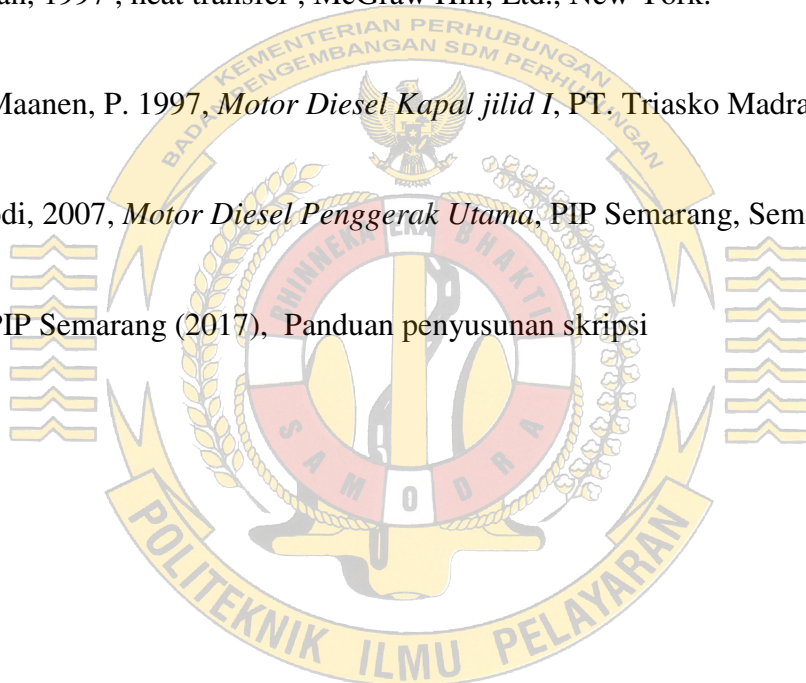 an, 1997 , heat transfer , McGraw Hill, Ltd., New York.
KEMENTERIAN PERHUBUNGAN
BADAN PENGEMBANGAN SDM PERHUBUNGAN
Maanen, P. 1997, Motor Diesel Kapal jilid I, PT. Triasko Madra
odi, 2007, Motor Diesel Penggerak Utama, PIP Semarang, Sem
BHINNEKA EKA BHAKTI
PIP Semarang (2017), Panduan penyusunan skripsi
SAMODRA
POLITEKNIK ILMU PELAYARAN